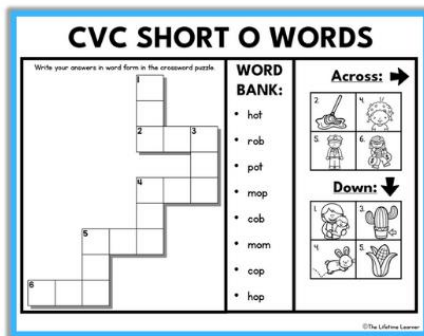 CVC SHORT O WORDS
Write your answers in word form in the crossword puzzle.
1
2 3
4
5
6
WORD
BANK:
• hot
• rob
• pot
• mop
• cob
• mom
• cop
• hop
Across:
2. 4.
5. 6.
Down:
1. 3.
4. 5.
©The Lifetime Learner